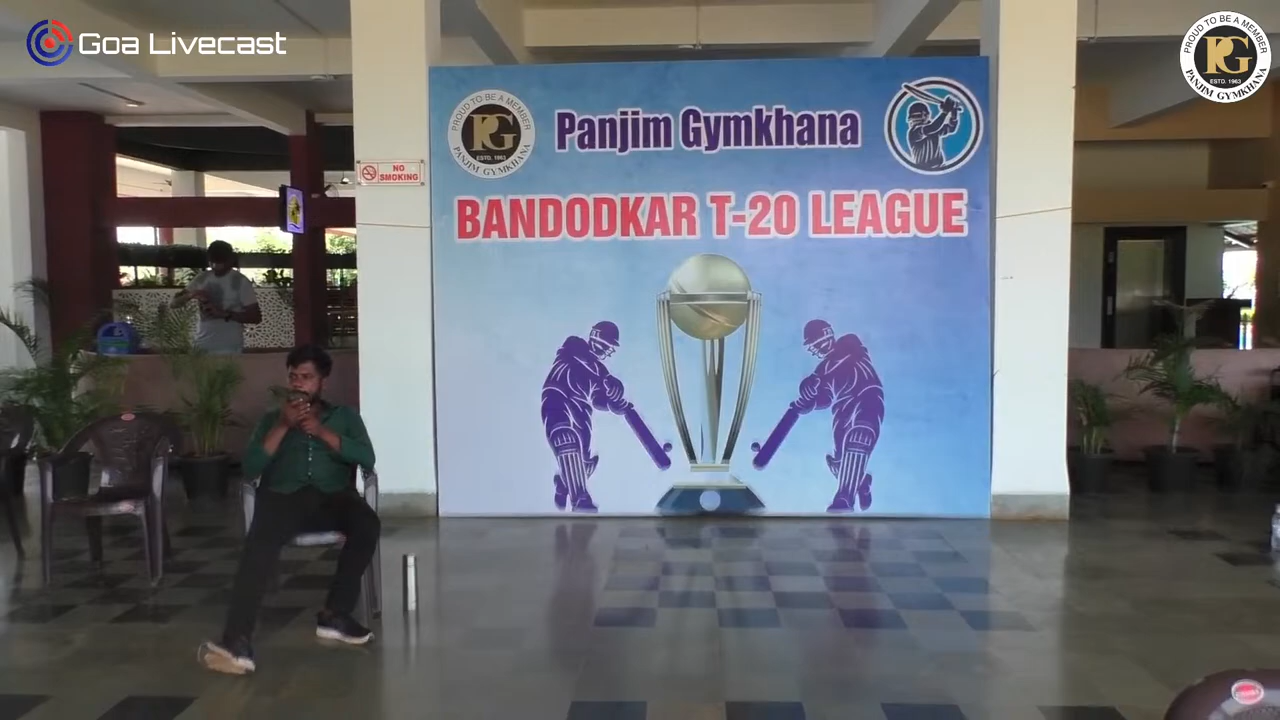 Goa Livecast
PROUD TO BE A MEMBER
PG
ESTD. 1963
PANJIM GYMKHANA
PROUD TO BE A MEMBER
PG
ESTD. 1963
PANJIM GYMKHANA
Panjim Gymkhana
BANDODKAR T-20 LEAGUE
NO
SMOKING